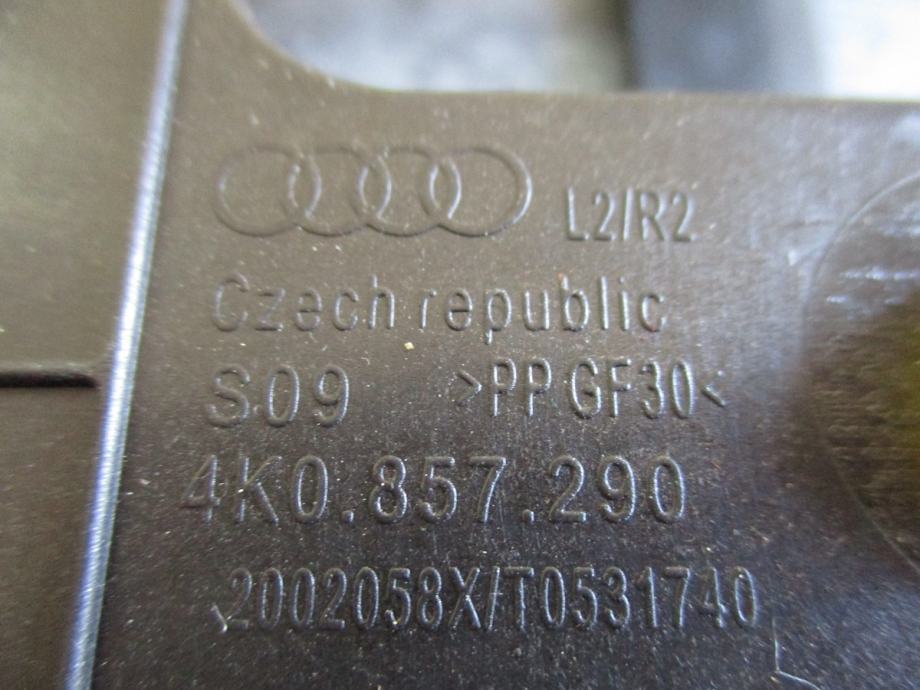 L2/R2
Czech republic
S09 >PP GF30<
4K0.857.290
2002058X/T0531740